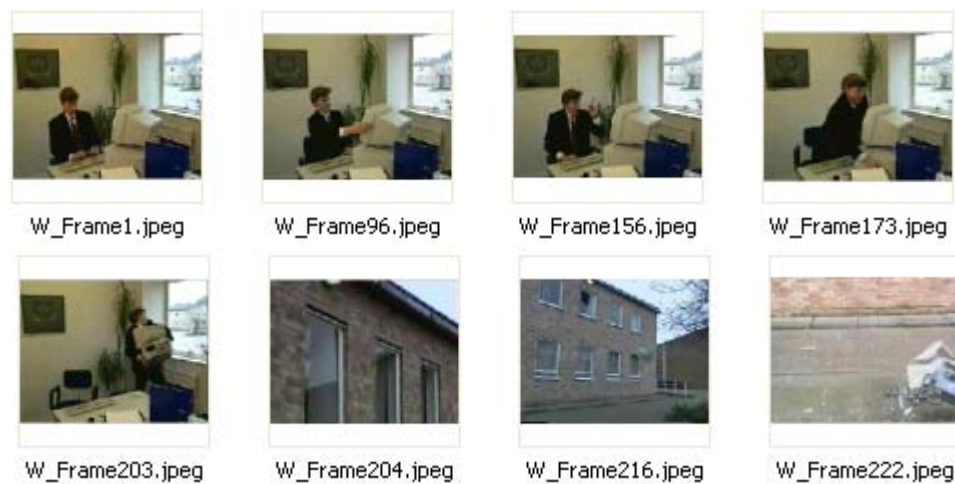 W_Frame1.jpeg
W_Frame96.jpeg
W_Frame156.jpeg
W_Frame173.jpeg
W_Frame203.jpeg
W_Frame204.jpeg
W_Frame216.jpeg
W_Frame222.jpeg